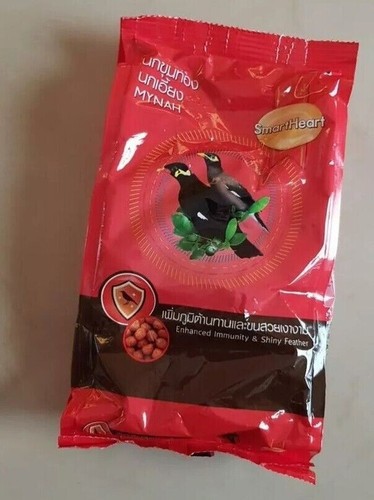 นกขุนทอง
นกเอี้ยง
MYNAH
SmartHeart
เพิ่มภูมิต้านทานและขนสวยเงางาม
Enhanced Immunity & Shiny Feather